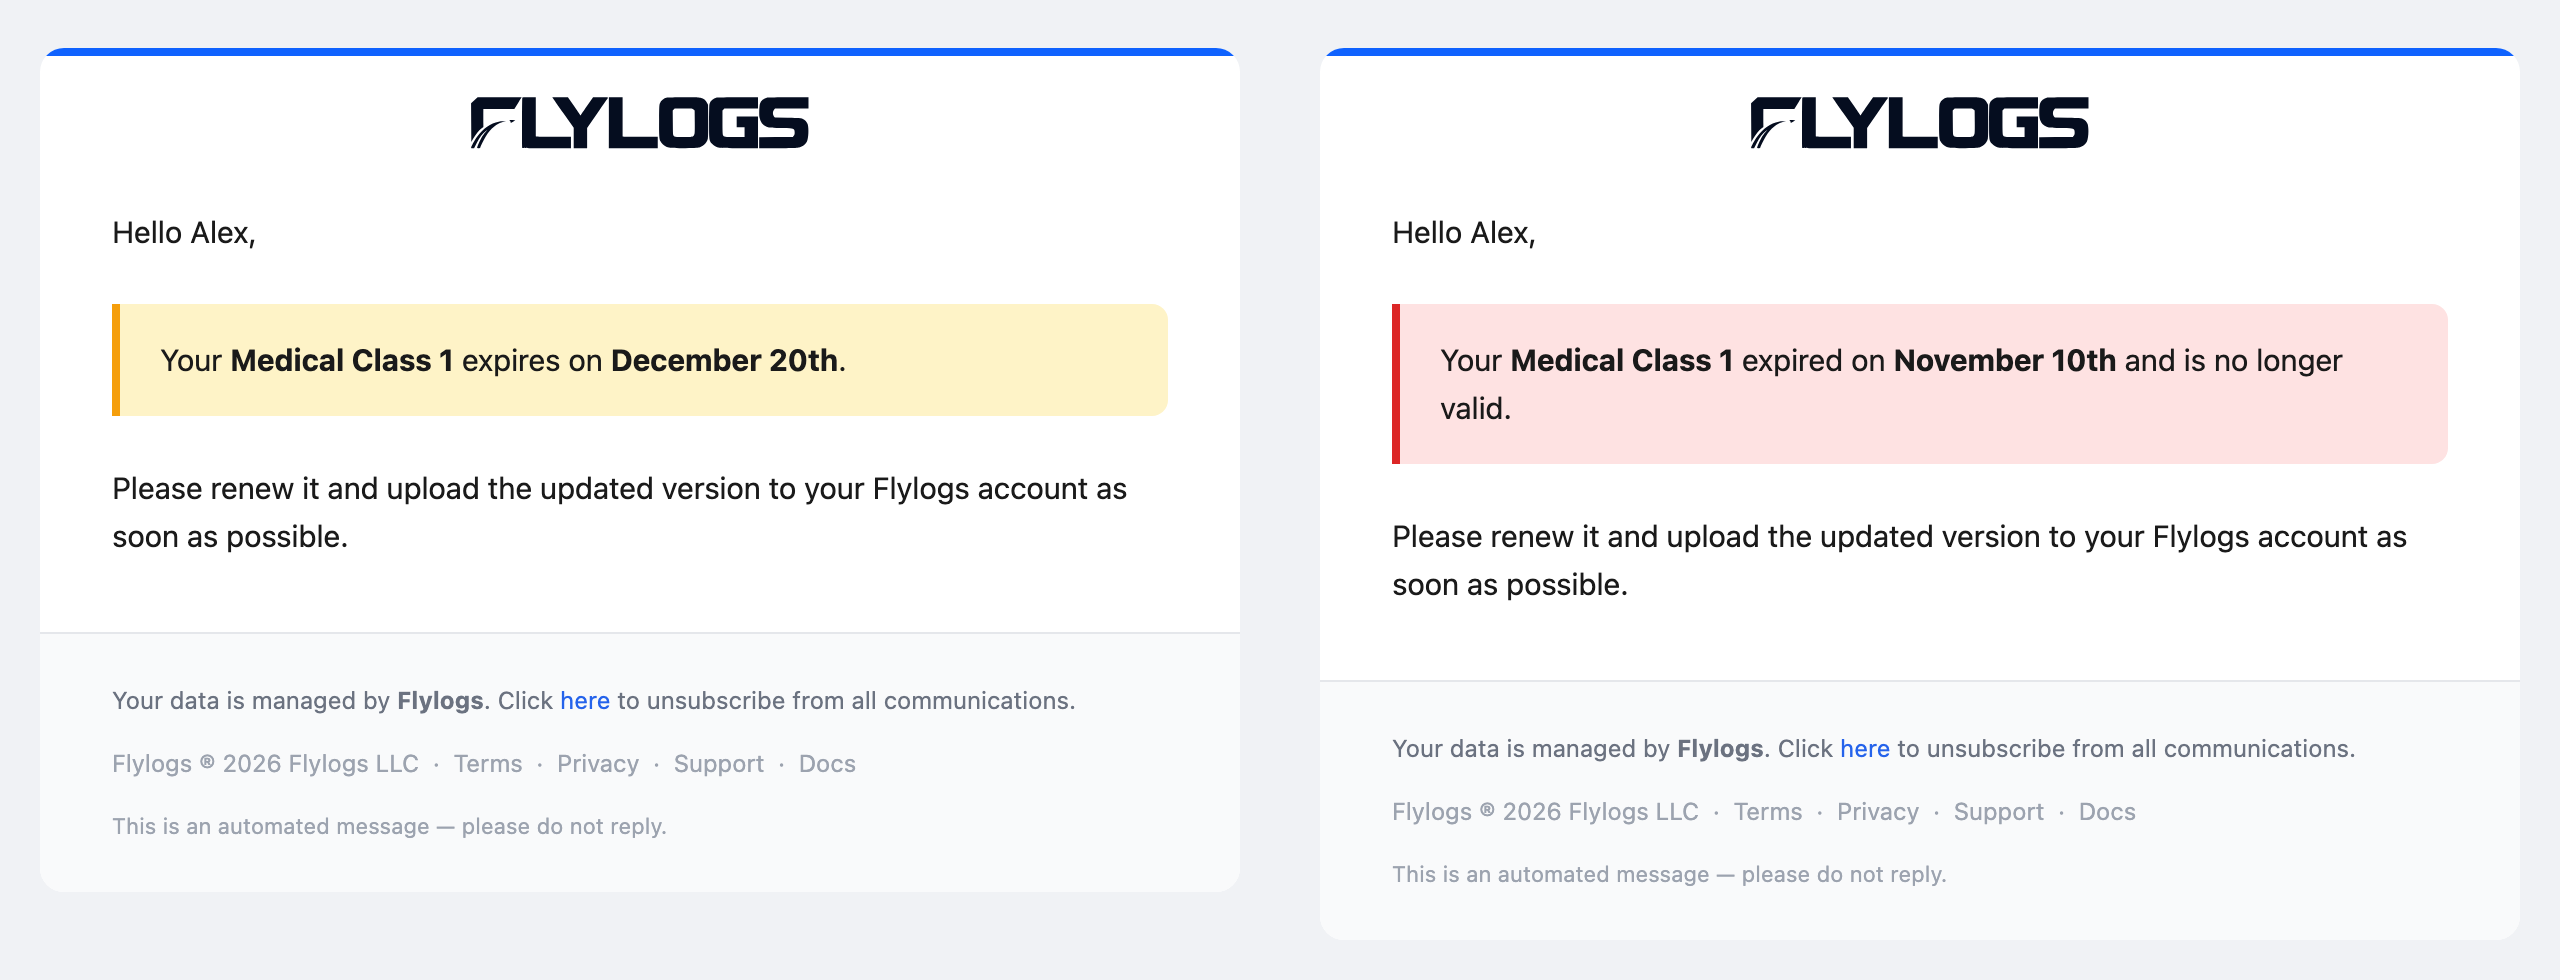 FLYLOGS
Hello Alex,
Your Medical Class 1 expires on December 20th.
Please renew it and upload the updated version to your Flylogs account as
soon as possible.
Your data is managed by Flylogs. Click here to unsubscribe from all communications.
Flylogs ® 2026 Flylogs LLC · Terms · Privacy · Support · Docs
This is an automated message — please do not reply.
FLYLOGS
Hello Alex,
Your Medical Class 1 expired on November 10th and is no longer
valid.
Please renew it and upload the updated version to your Flylogs account as
soon as possible.
Your data is managed by Flylogs. Click here to unsubscribe from all communications.
Flylogs ® 2026 Flylogs LLC · Terms · Privacy · Support · Docs
This is an automated message — please do not reply.